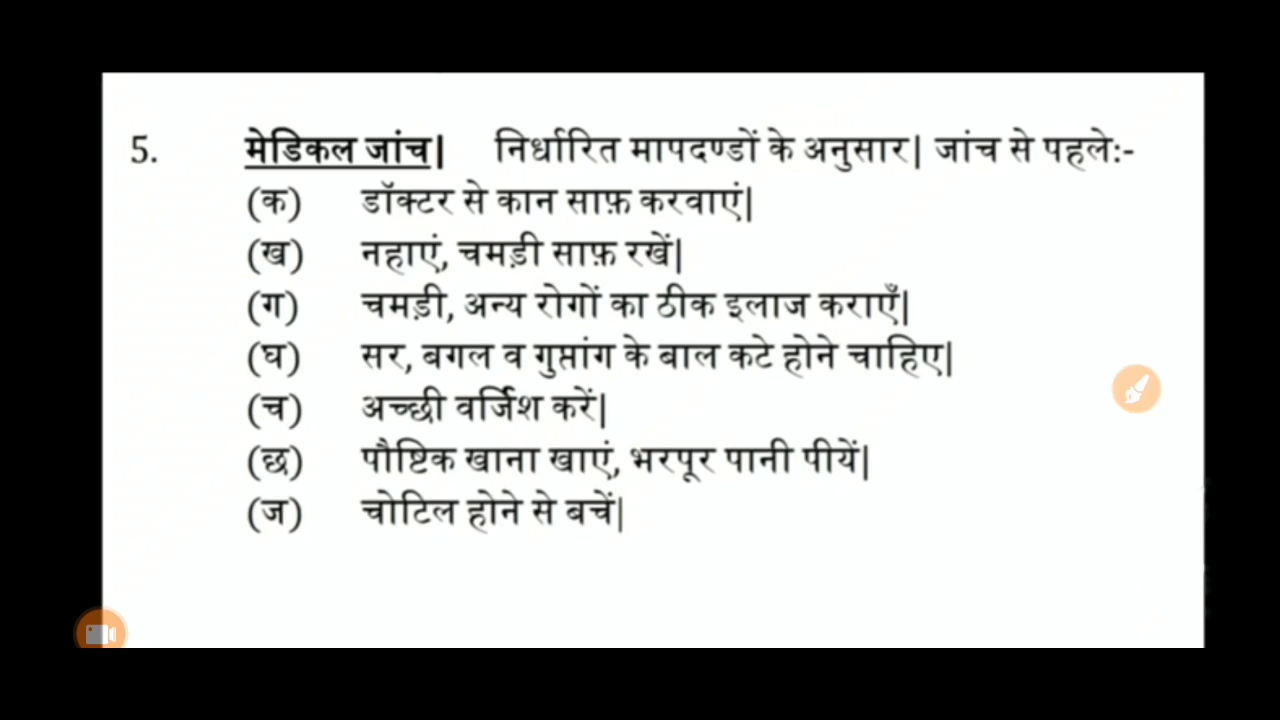 5. मेडिकल जांच| निर्धारित मापदण्डों के अनुसार| जांच से पहले:-
(क) डॉक्टर से कान साफ़ करवाएं|
(ख) नहाएं, चमड़ी साफ़ रखें|
(ग) चमड़ी, अन्य रोगों का ठीक इलाज कराएँ|
(घ) सर, बगल व गुप्तांग के बाल कटे होने चाहिए|
(च) अच्छी वर्जिश करें|
(छ) पौष्टिक खाना खाएं, भरपूर पानी पीयें|
(ज) चोटिल होने से बचें|